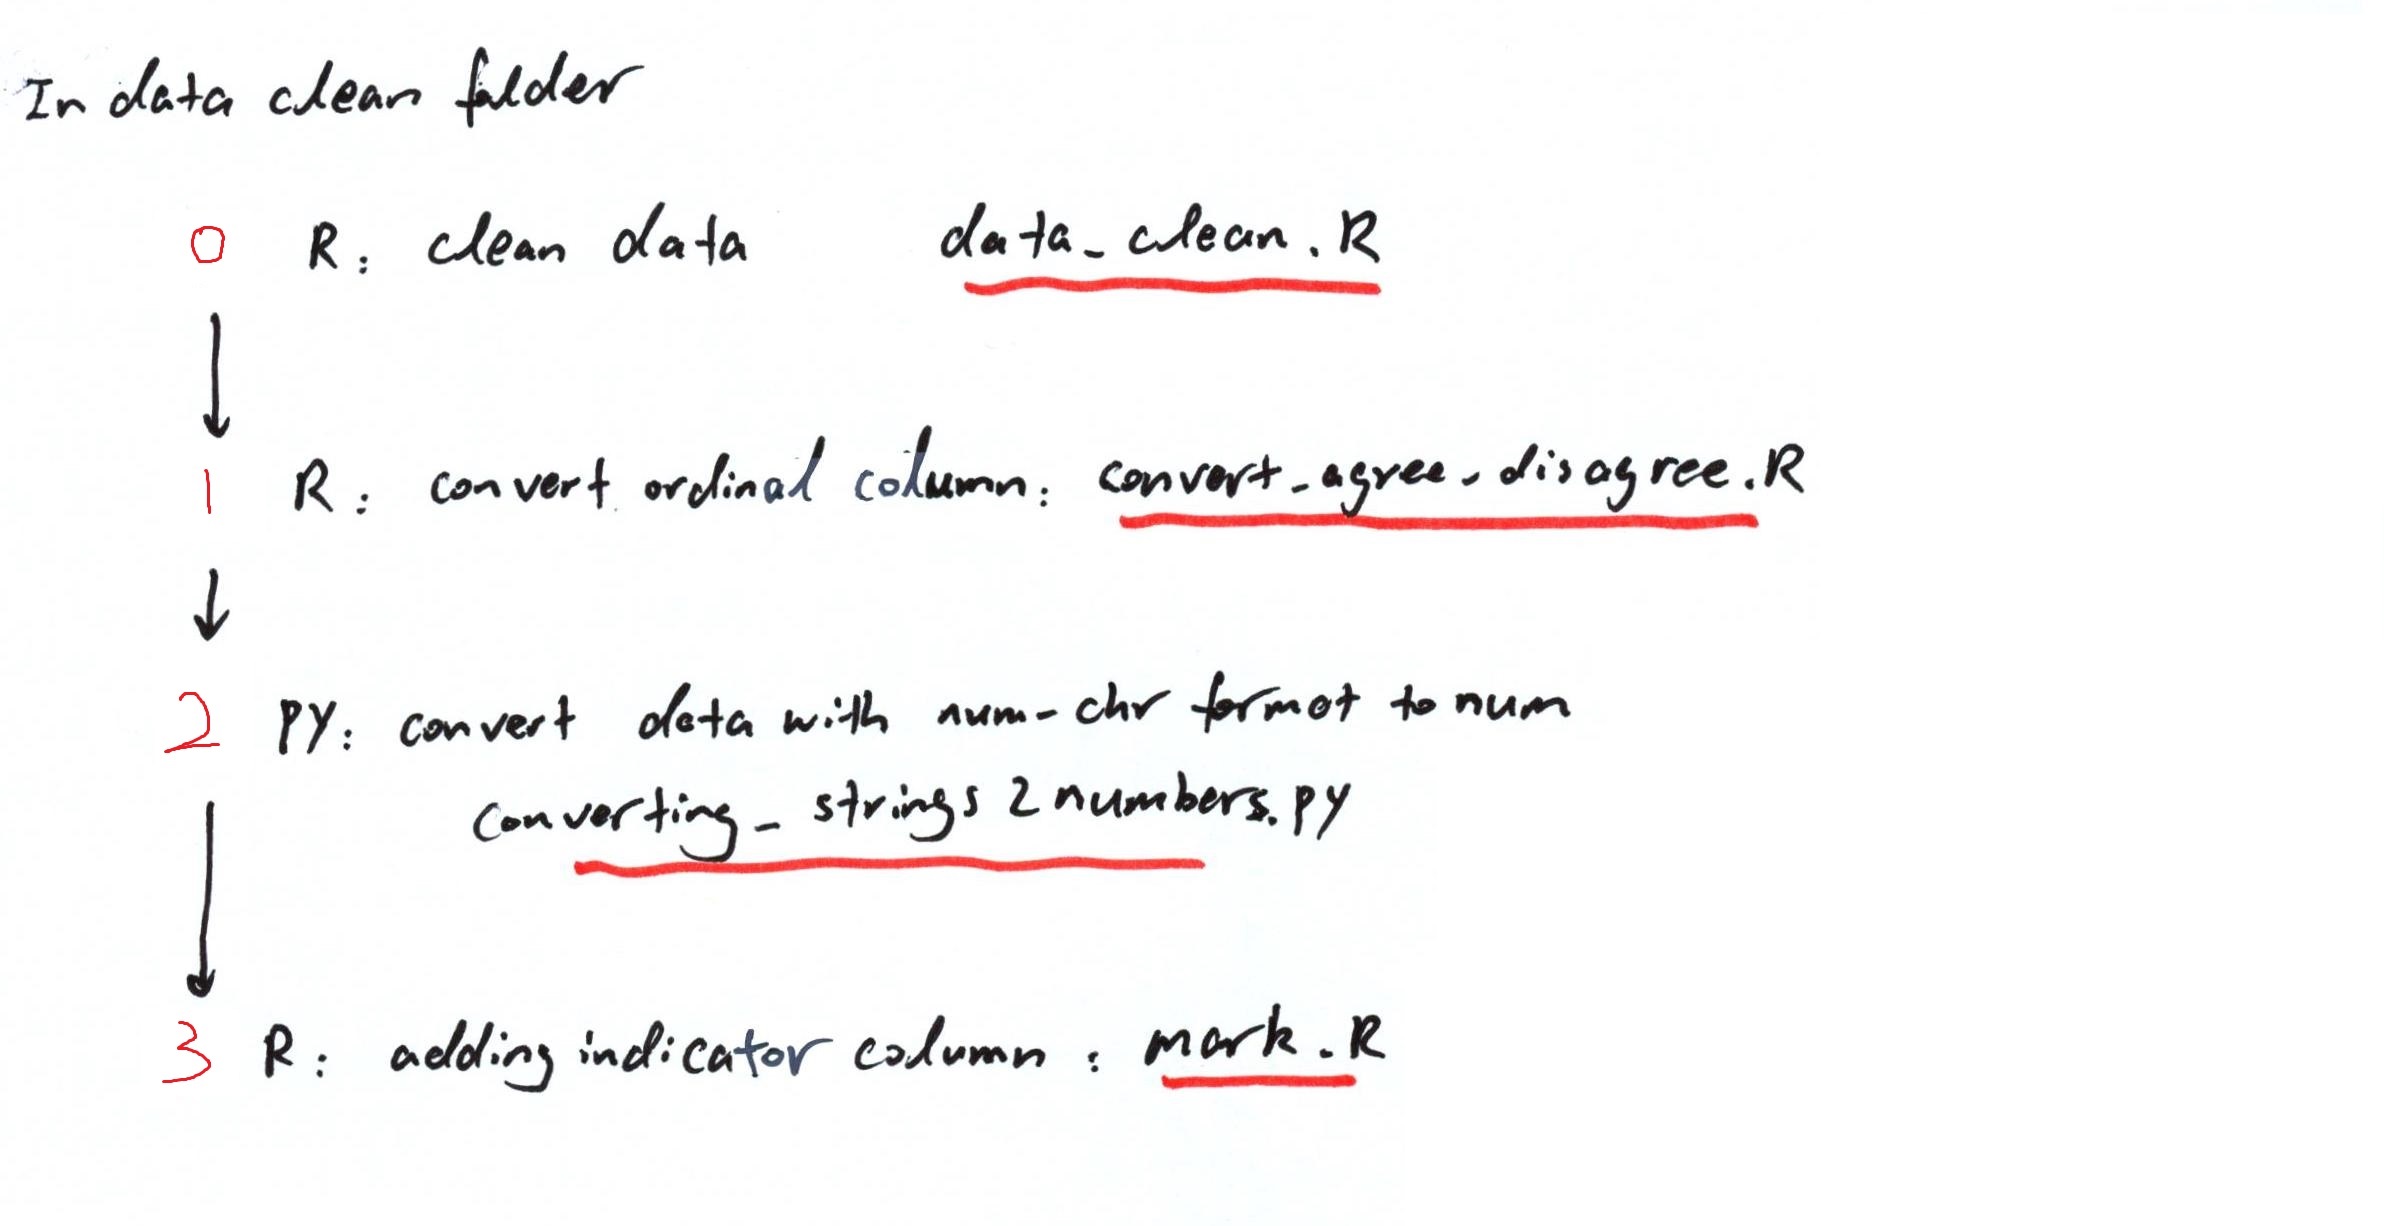 In data clean folder
0 R: clean data data_clean.R
1 R: convert ordinal column: convert_agree_disagree.R
2 PY: convert data with num-chr format to num
converting_strings2numbers.py
3 R: adding indicator column: mark.R